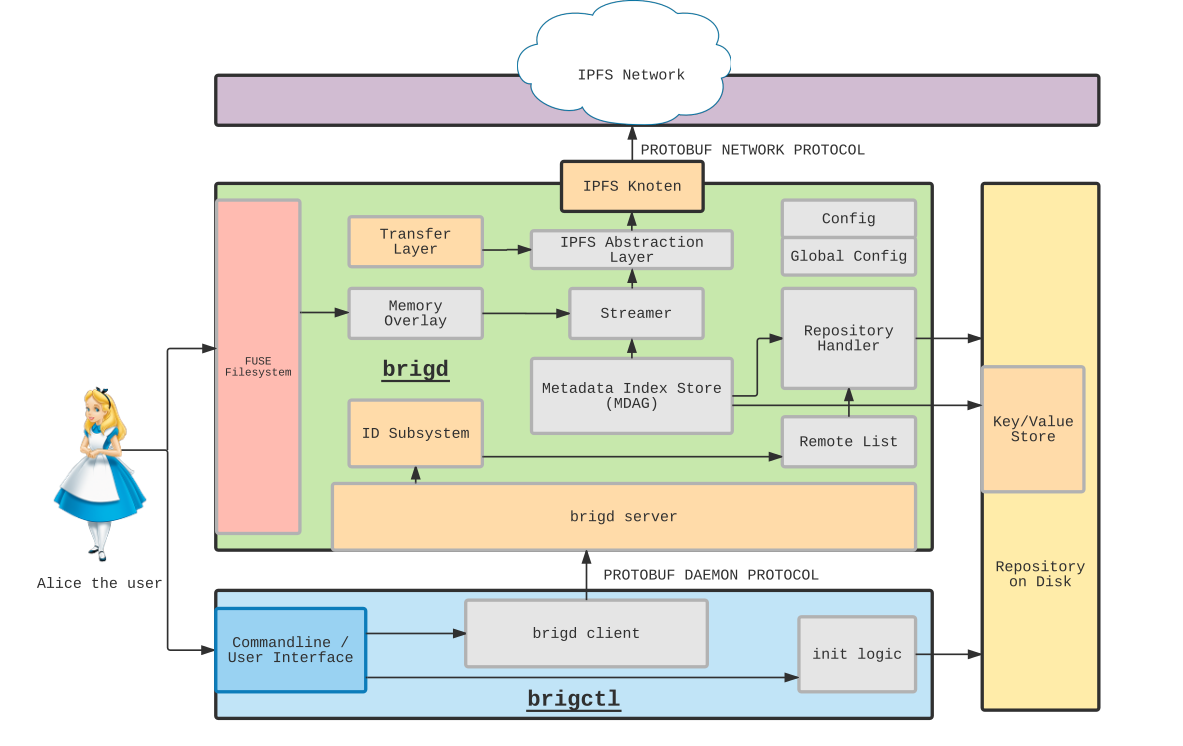 IPFS Network
PROTOBUF NETWORK PROTOCOL
IPFS Knoten
Transfer
Layer
IPFS Abstraction
Layer
Config
Global Config
Memory
Overlay
Streamer
Repository
Handler
FUSE
Filesystem
brigd
Metadata Index Store
(MDAG)
ID Subsystem
Remote List
Key/Value
Store
brigd server
Alice the user
PROTOBUF DAEMON PROTOCOL
Repository
on Disk
Commandline /
User Interface
brigd client
init logic
brigctl